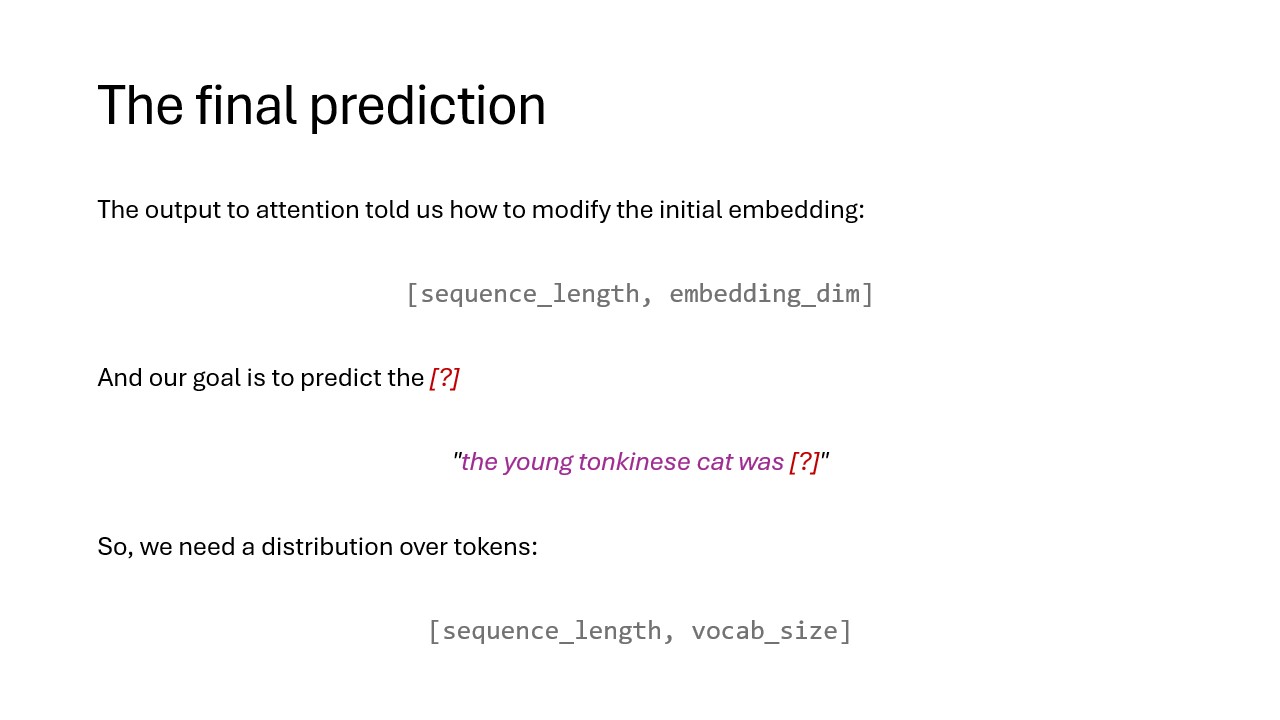 The final prediction
The output to attention told us how to modify the initial embedding:
[sequence_length, embedding_dim]
And our goal is to predict the [?]
"the young tonkinese cat was [?]"
So, we need a distribution over tokens:
[sequence_length, vocab_size]